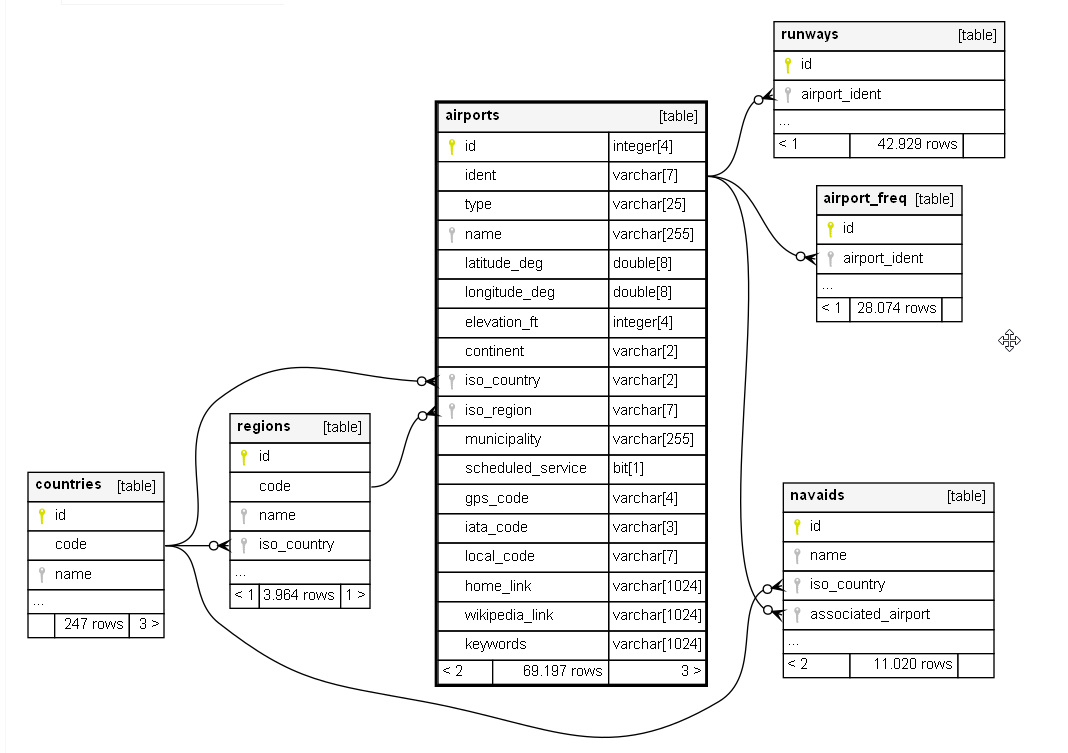 runways [table]
id
airport_ident
...
< 1 42.929 rows
airports [table]
id integer[4]
ident varchar[7]
type varchar[25]
name varchar[255]
latitude_deg double[8]
longitude_deg double[8]
elevation_ft integer[4]
continent varchar[2]
iso_country varchar[2]
iso_region varchar[7]
municipality varchar[255]
scheduled_service bit[1]
gps_code varchar[4]
iata_code varchar[3]
local_code varchar[7]
home_link varchar[1024]
wikipedia_link varchar[1024]
keywords varchar[1024]
< 2 69.197 rows 3 >
airport_freq [table]
id
airport_ident
...
< 1 28.074 rows
regions [table]
id
code
name
iso_country
...
< 1 3.964 rows 1 >
countries [table]
id
code
name
...
247 rows 3 >
navaids [table]
id
name
iso_country
associated_airport
...
< 2 11.020 rows